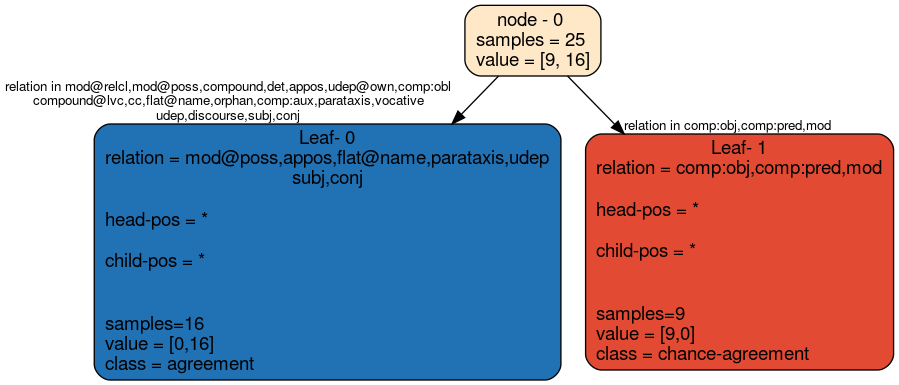 node - 0
samples = 25
value = [9, 16]
relation in mod@relcl,mod@poss,compound,det,appos,udep@own,comp:obl
compound@lvc,cc,flat@name,orphan,comp:aux,parataxis,vocative
udep,discourse,subj,conj
relation in comp:obj,comp:pred,mod
Leaf- 0
relation = mod@poss,appos,flat@name,parataxis,udep
subj,conj
head-pos = *
child-pos = *
samples=16
value = [0,16]
class = agreement
Leaf- 1
relation = comp:obj,comp:pred,mod
head-pos = *
child-pos = *
samples=9
value = [9,0]
class = chance-agreement